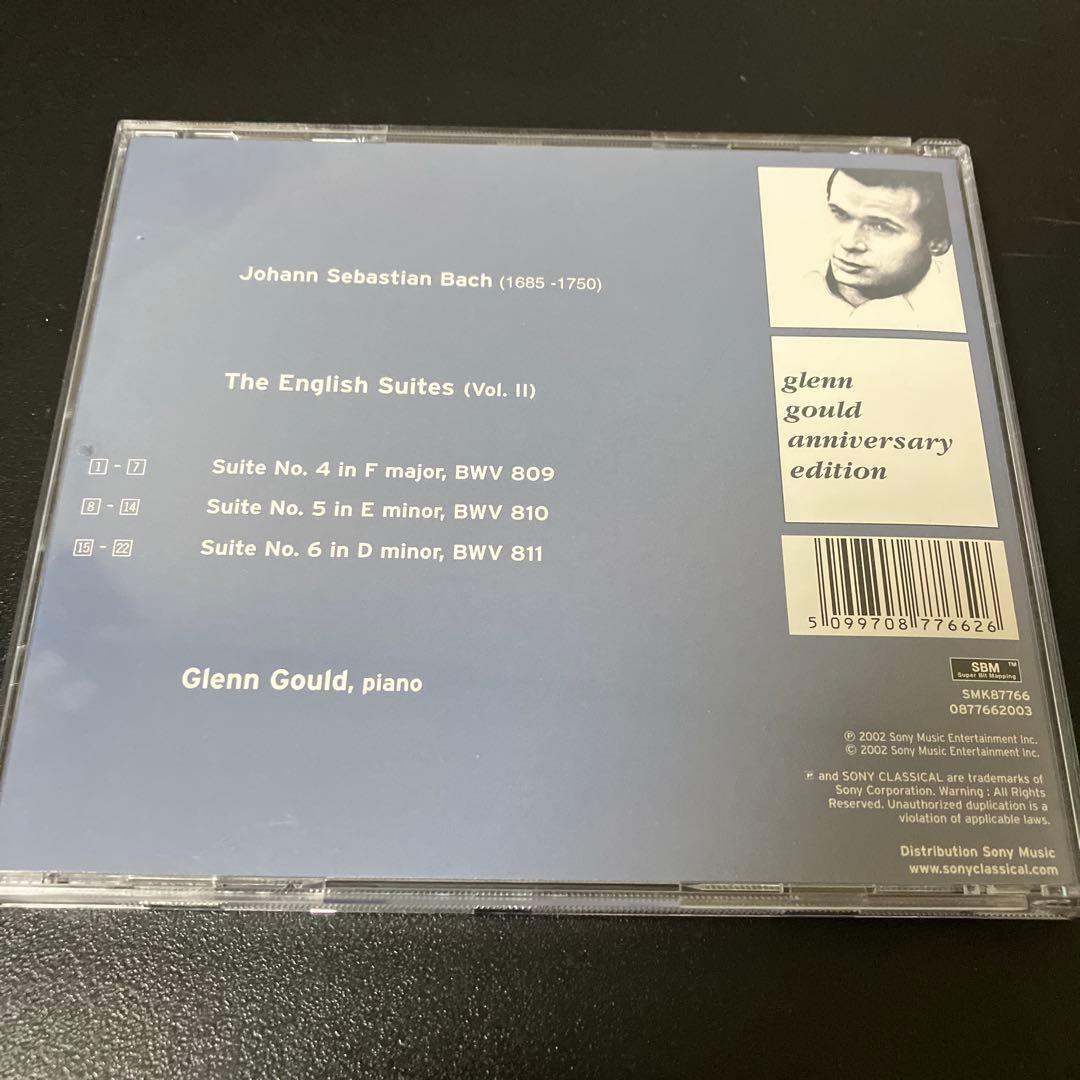 Johann Sebastian Bach (1685 -1750)
The English Suites (Vol. II)
1 - 7 Suite No. 4 in F major, BWV 809
8 - 14 Suite No. 5 in E minor, BWV 810
15 - 22 Suite No. 6 in D minor, BWV 811
Glenn Gould, piano
glenn
gould
anniversary
edition
5 099708 776626
SBM TM
Super Bit Mapping
SMK87766
0877662003
℗ 2002 Sony Music Entertainment Inc.
© 2002 Sony Music Entertainment Inc.
and SONY CLASSICAL are trademarks of
Sony Corporation. Warning : All Rights
Reserved. Unauthorized duplication is a
violation of applicable laws.
Distribution Sony Music
www.sonyclassical.com